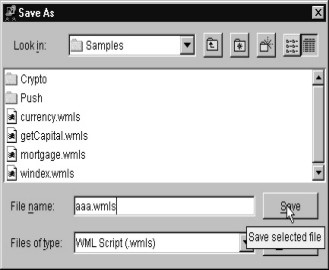 Save As
Look in: Samples
Crypto
Push
currency.wmls
getCapital.wmls
mortgage.wmls
windex.wmls
File name: aaa.wmls Save
Files of type: WML Script (.wmls)
Save selected file